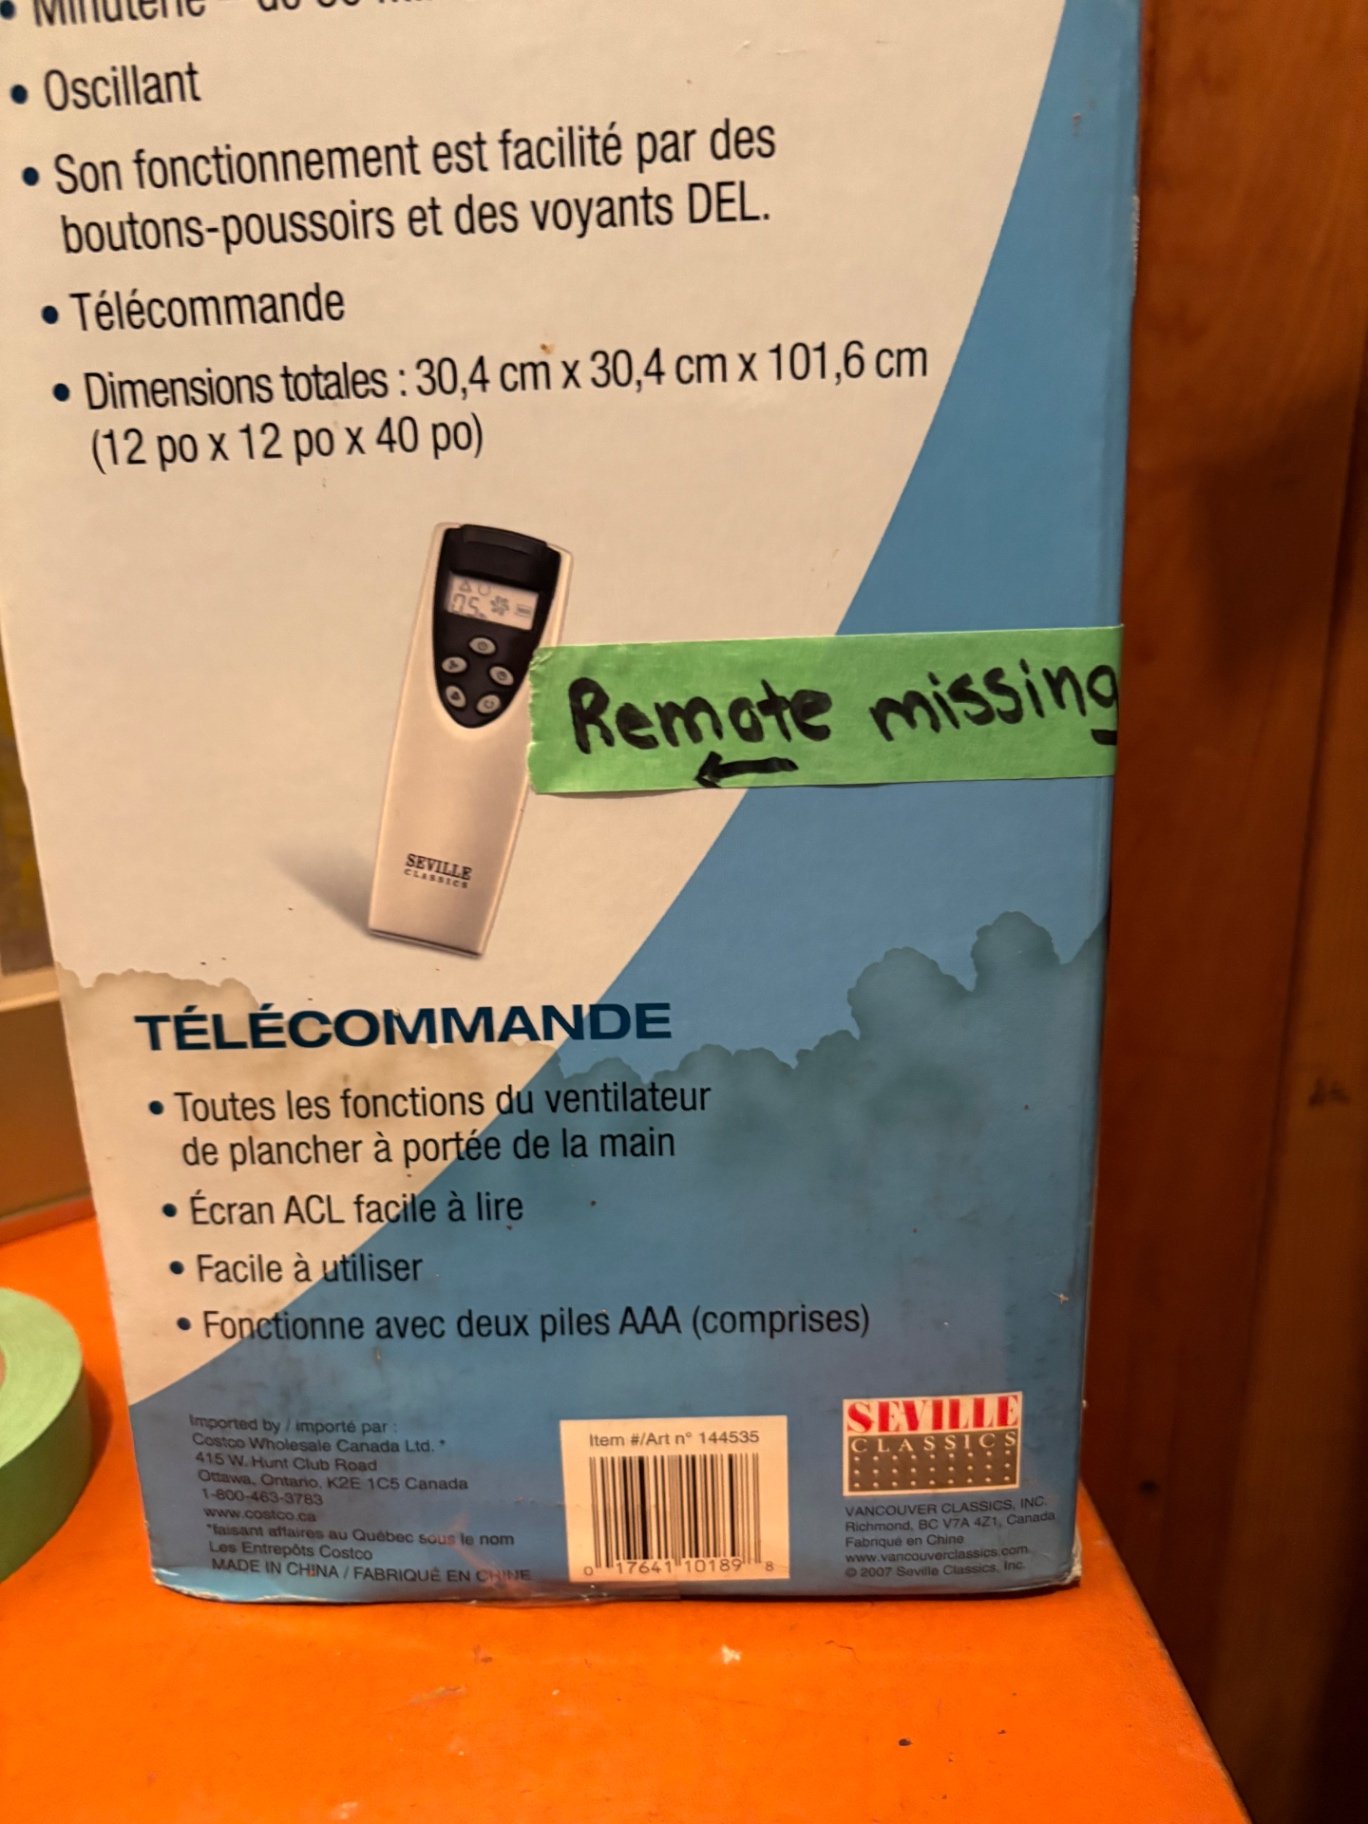 • Minuterie
• Oscillant
• Son fonctionnement est facilité par des
boutons-poussoirs et des voyants DEL.
• Télécommande
• Dimensions totales : 30,4 cm x 30,4 cm x 101,6 cm
(12 po x 12 po x 40 po)
Remote missing
SEVILLE
CLASSICS
TÉLÉCOMMANDE
• Toutes les fonctions du ventilateur
de plancher à portée de la main
• Écran ACL facile à lire
• Facile à utiliser
• Fonctionne avec deux piles AAA (comprises)
Imported by / importé par :
Costco Wholesale Canada Ltd. *
415 W. Hunt Club Road
Ottawa, Ontario, K2E 1C5 Canada
1-800-463-3783
www.costco.ca
*faisant affaires au Québec sous le nom
Les Entrepôts Costco
MADE IN CHINA / FABRIQUÉ EN CHINE
Item #/Art n° 144535
0 17641 10189 8
SEVILLE
CLASSICS
VANCOUVER CLASSICS, INC.
Richmond, BC V7A 4Z1, Canada
Fabriqué en Chine
www.vancouverclassics.com
© 2007 Seville Classics, Inc.